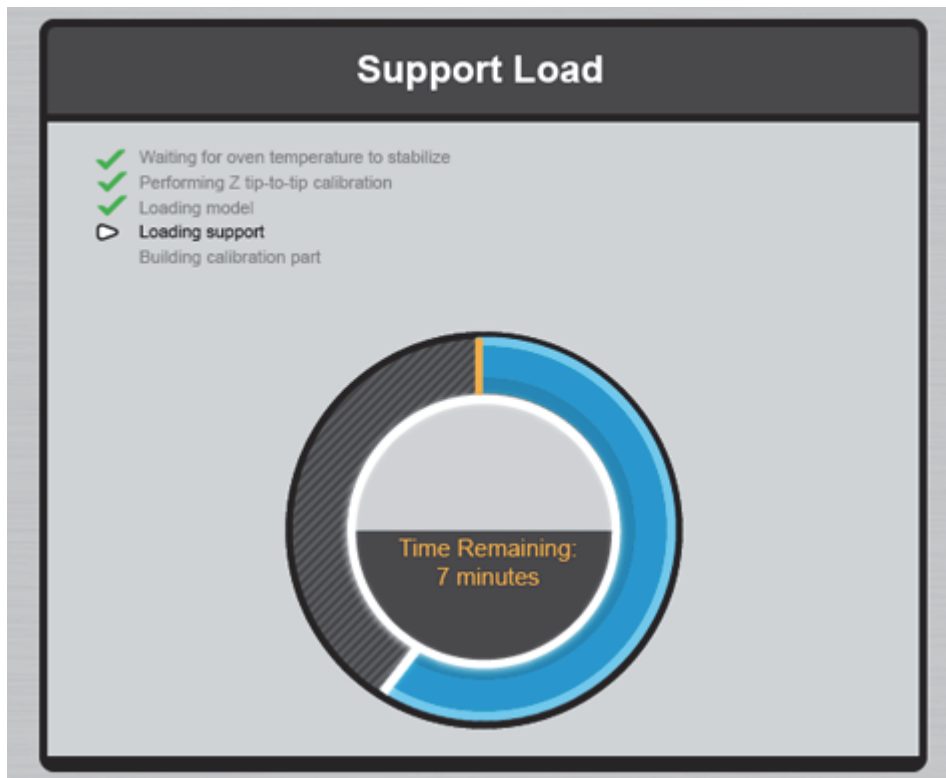 Support Load
Waiting for oven temperature to stabilize
Performing Z tip-to-tip calibration
Loading model
Loading support
Building calibration part
Time Remaining:
7 minutes